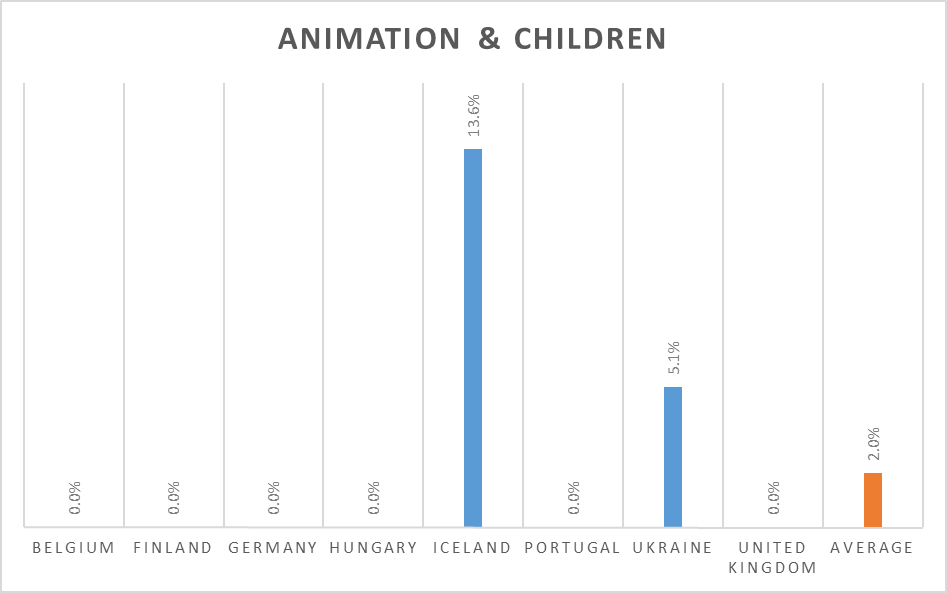 ANIMATION & CHILDREN
13.6%
5.1%
2.0%
0.0%
0.0%
0.0%
0.0%
0.0%
0.0%
BELGIUM
FINLAND
GERMANY
HUNGARY
ICELAND
PORTUGAL
UKRAINE
UNITED
KINGDOM
AVERAGE